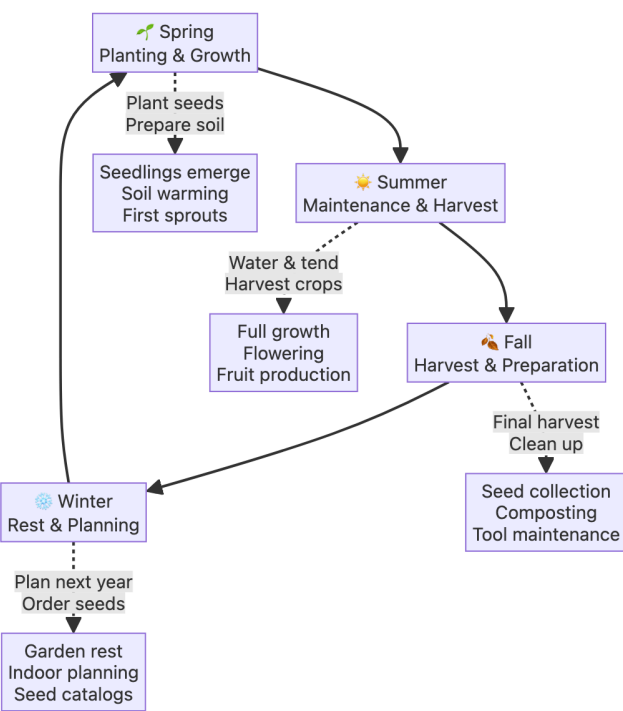 🌱 Spring
Planting & Growth
Plant seeds
Prepare soil
Seedlings emerge
Soil warming
First sprouts
☀️ Summer
Maintenance & Harvest
Water & tend
Harvest crops
Full growth
Flowering
Fruit production
🍂 Fall
Harvest & Preparation
Final harvest
Clean up
Seed collection
Composting
Tool maintenance
❄️ Winter
Rest & Planning
Plan next year
Order seeds
Garden rest
Indoor planning
Seed catalogs